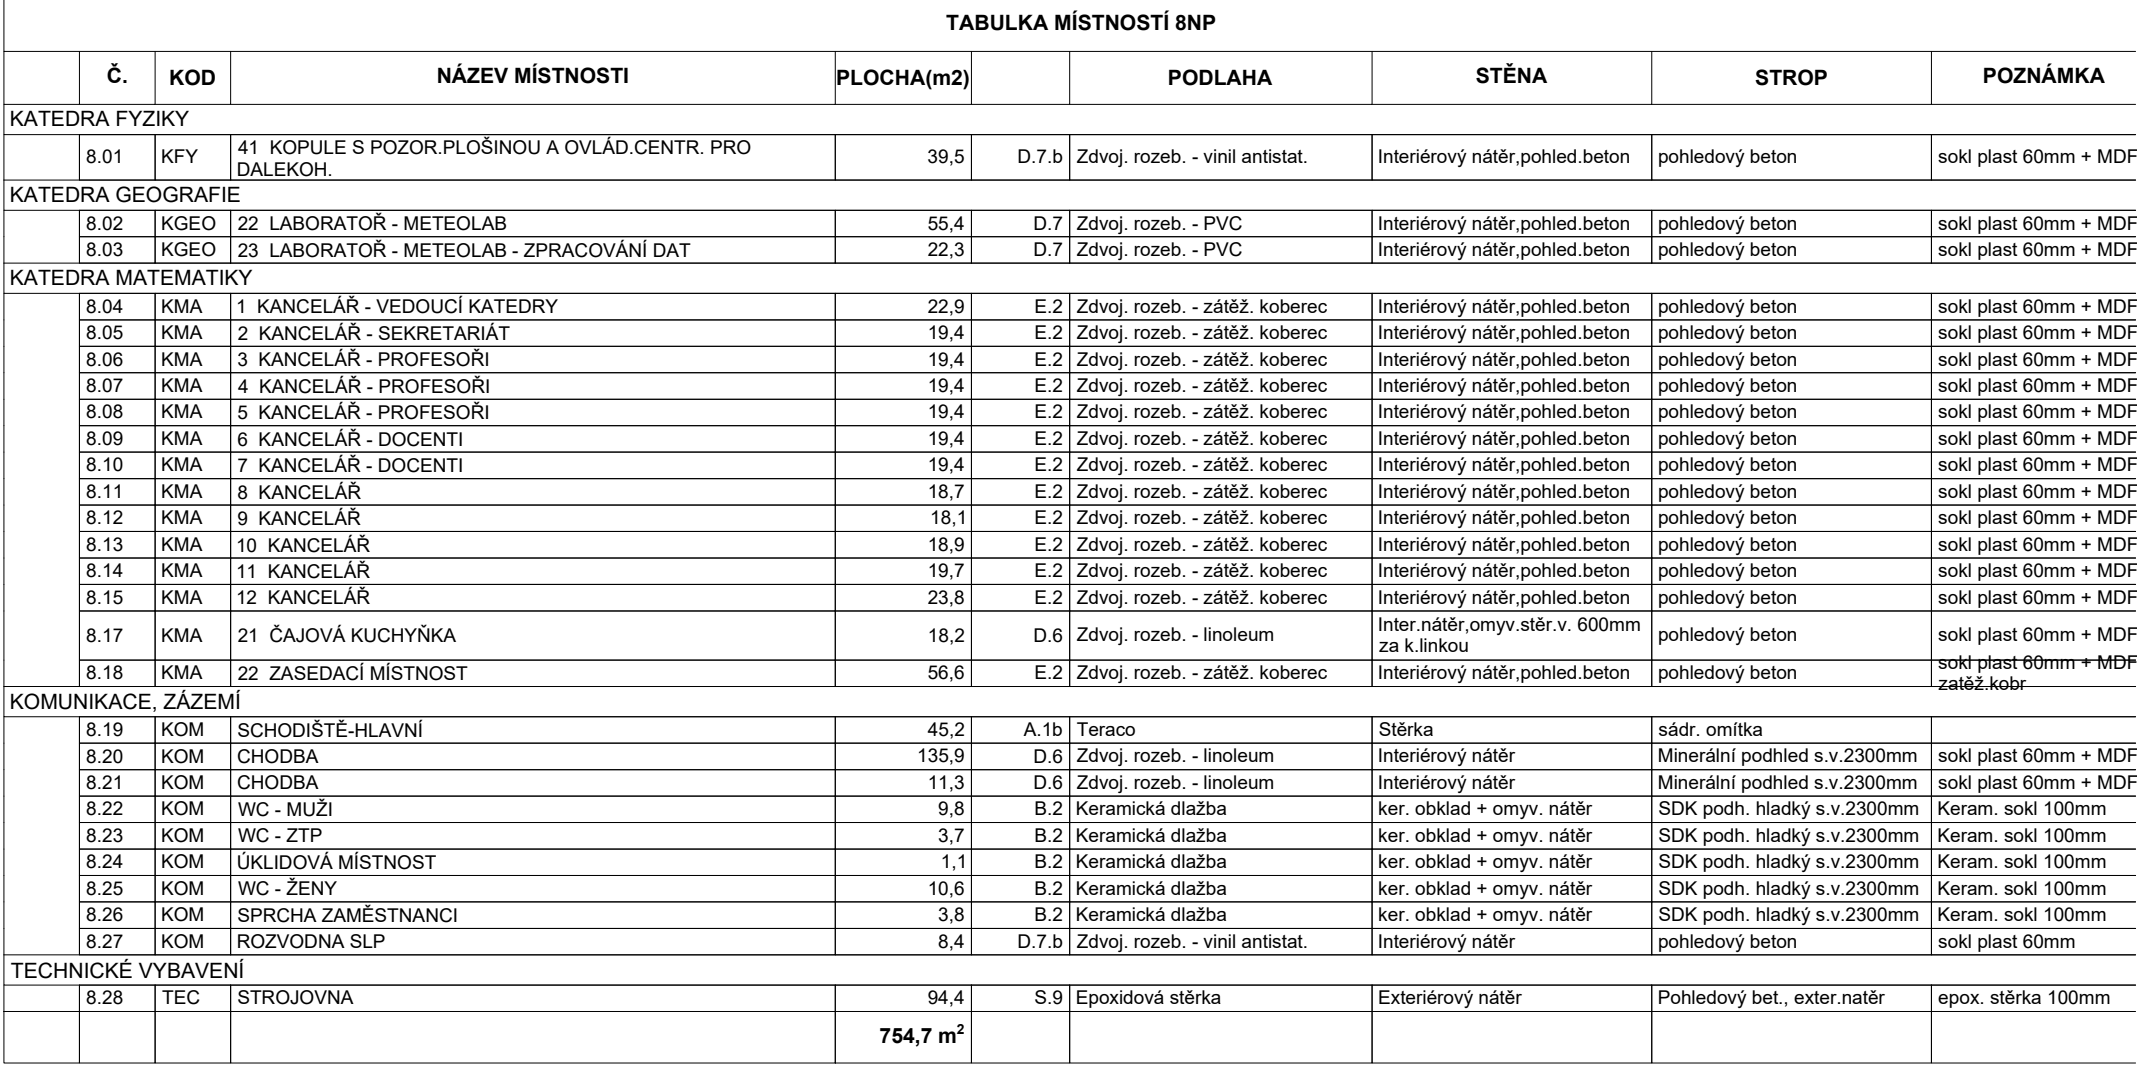 TABULKA MÍSTNOSTÍ 8NP
Č. KOD NÁZEV MÍSTNOSTI PLOCHA(m2) PODLAHA STĚNA STROP POZNÁMKA
KATEDRA FYZIKY
8.01 KFY 41 KOPULE S POZOR.PLOŠINOU A OVLÁD.CENTR. PRO
DALEKOH. 39,5 D.7.b Zdvoj. rozeb. - vinil antistat. Interiérový nátěr,pohled.beton pohledový beton sokl plast 60mm + MDF
KATEDRA GEOGRAFIE
8.02 KGEO 22 LABORATOŘ - METEOLAB 55,4 D.7 Zdvoj. rozeb. - PVC Interiérový nátěr,pohled.beton pohledový beton sokl plast 60mm + MDF
8.03 KGEO 23 LABORATOŘ - METEOLAB - ZPRACOVÁNÍ DAT 22,3 D.7 Zdvoj. rozeb. - PVC Interiérový nátěr,pohled.beton pohledový beton sokl plast 60mm + MDF
KATEDRA MATEMATIKY
8.04 KMA 1 KANCELÁŘ - VEDOUCÍ KATEDRY 22,9 E.2 Zdvoj. rozeb. - zátěž. koberec Interiérový nátěr,pohled.beton pohledový beton sokl plast 60mm + MDF
8.05 KMA 2 KANCELÁŘ - SEKRETARIÁT 19,4 E.2 Zdvoj. rozeb. - zátěž. koberec Interiérový nátěr,pohled.beton pohledový beton sokl plast 60mm + MDF
8.06 KMA 3 KANCELÁŘ - PROFESOŘI 19,4 E.2 Zdvoj. rozeb. - zátěž. koberec Interiérový nátěr,pohled.beton pohledový beton sokl plast 60mm + MDF
8.07 KMA 4 KANCELÁŘ - PROFESOŘI 19,4 E.2 Zdvoj. rozeb. - zátěž. koberec Interiérový nátěr,pohled.beton pohledový beton sokl plast 60mm + MDF
8.08 KMA 5 KANCELÁŘ - PROFESOŘI 19,4 E.2 Zdvoj. rozeb. - zátěž. koberec Interiérový nátěr,pohled.beton pohledový beton sokl plast 60mm + MDF
8.09 KMA 6 KANCELÁŘ - DOCENTI 19,4 E.2 Zdvoj. rozeb. - zátěž. koberec Interiérový nátěr,pohled.beton pohledový beton sokl plast 60mm + MDF
8.10 KMA 7 KANCELÁŘ - DOCENTI 19,4 E.2 Zdvoj. rozeb. - zátěž. koberec Interiérový nátěr,pohled.beton pohledový beton sokl plast 60mm + MDF
8.11 KMA 8 KANCELÁŘ 18,7 E.2 Zdvoj. rozeb. - zátěž. koberec Interiérový nátěr,pohled.beton pohledový beton sokl plast 60mm + MDF
8.12 KMA 9 KANCELÁŘ 18,1 E.2 Zdvoj. rozeb. - zátěž. koberec Interiérový nátěr,pohled.beton pohledový beton sokl plast 60mm + MDF
8.13 KMA 10 KANCELÁŘ 18,9 E.2 Zdvoj. rozeb. - zátěž. koberec Interiérový nátěr,pohled.beton pohledový beton sokl plast 60mm + MDF
8.14 KMA 11 KANCELÁŘ 19,7 E.2 Zdvoj. rozeb. - zátěž. koberec Interiérový nátěr,pohled.beton pohledový beton sokl plast 60mm + MDF
8.15 KMA 12 KANCELÁŘ 23,8 E.2 Zdvoj. rozeb. - zátěž. koberec Interiérový nátěr,pohled.beton pohledový beton sokl plast 60mm + MDF
8.17 KMA 21 ČAJOVÁ KUCHYŇKA 18,2 D.6 Zdvoj. rozeb. - linoleum Inter.nátěr,omyv.stěr.v. 600mm
za k.linkou pohledový beton sokl plast 60mm + MDF
8.18 KMA 22 ZASEDACÍ MÍSTNOST 56,6 E.2 Zdvoj. rozeb. - zátěž. koberec Interiérový nátěr,pohled.beton pohledový beton sokl plast 60mm + MDF
zatěž.kobr
KOMUNIKACE, ZÁZEMÍ
8.19 KOM SCHODIŠTĚ-HLAVNÍ 45,2 A.1b Teraco Stěrka sádr. omítka
8.20 KOM CHODBA 135,9 D.6 Zdvoj. rozeb. - linoleum Interiérový nátěr Minerální podhled s.v.2300mm sokl plast 60mm + MDF
8.21 KOM CHODBA 11,3 D.6 Zdvoj. rozeb. - linoleum Interiérový nátěr Minerální podhled s.v.2300mm sokl plast 60mm + MDF
8.22 KOM WC - MUŽI 9,8 B.2 Keramická dlažba ker. obklad + omyv. nátěr SDK podh. hladký s.v.2300mm Keram. sokl 100mm
8.23 KOM WC - ZTP 3,7 B.2 Keramická dlažba ker. obklad + omyv. nátěr SDK podh. hladký s.v.2300mm Keram. sokl 100mm
8.24 KOM ÚKLIDOVÁ MÍSTNOST 1,1 B.2 Keramická dlažba ker. obklad + omyv. nátěr SDK podh. hladký s.v.2300mm Keram. sokl 100mm
8.25 KOM WC - ŽENY 10,6 B.2 Keramická dlažba ker. obklad + omyv. nátěr SDK podh. hladký s.v.2300mm Keram. sokl 100mm
8.26 KOM SPRCHA ZAMĚSTNANCI 3,8 B.2 Keramická dlažba ker. obklad + omyv. nátěr SDK podh. hladký s.v.2300mm Keram. sokl 100mm
8.27 KOM ROZVODNA SLP 8,4 D.7.b Zdvoj. rozeb. - vinil antistat. Interiérový nátěr pohledový beton sokl plast 60mm
TECHNICKÉ VYBAVENÍ
8.28 TEC STROJOVNA 94,4 S.9 Epoxidová stěrka Exteriérový nátěr Pohledový bet., exter.natěr epox. stěrka 100mm
754,7 m²